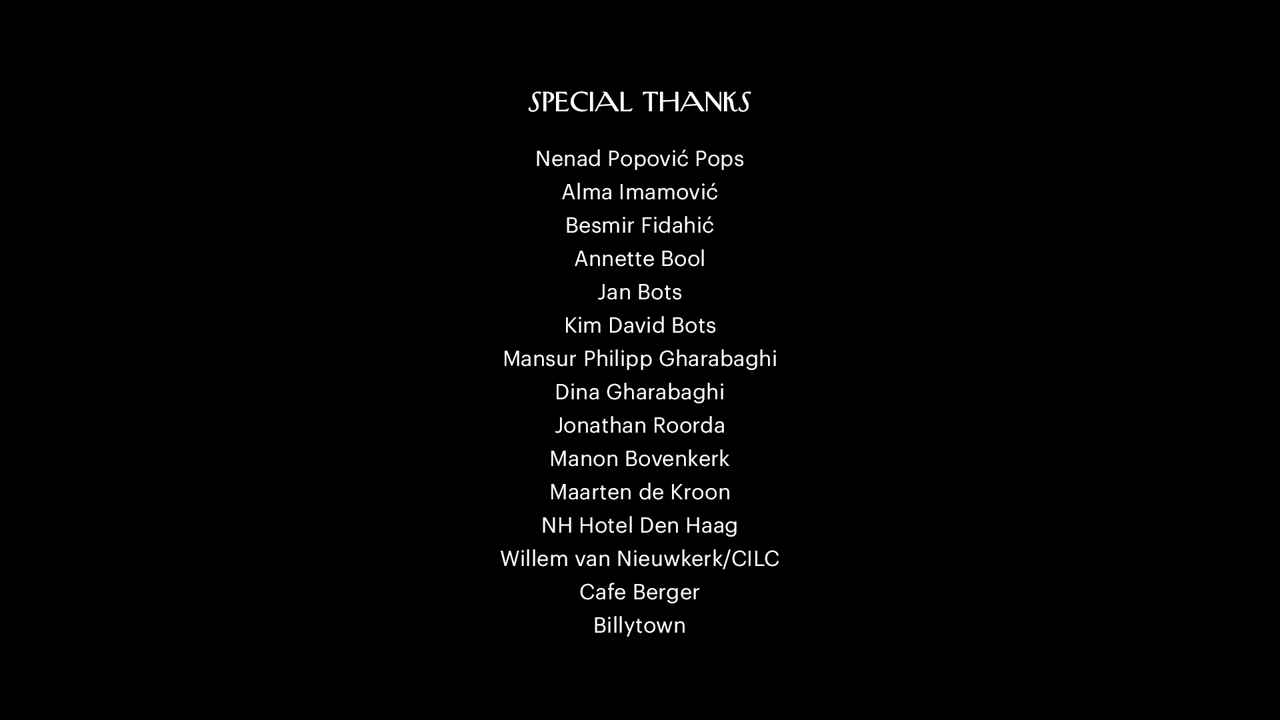 SPECIAL THANKS
Nenad Popović Pops
Alma Imamović
Besmir Fidahić
Annette Bool
Jan Bots
Kim David Bots
Mansur Philipp Gharabaghi
Dina Gharabaghi
Jonathan Roorda
Manon Bovenkerk
Maarten de Kroon
NH Hotel Den Haag
Willem van Nieuwkerk/CILC
Cafe Berger
Billytown